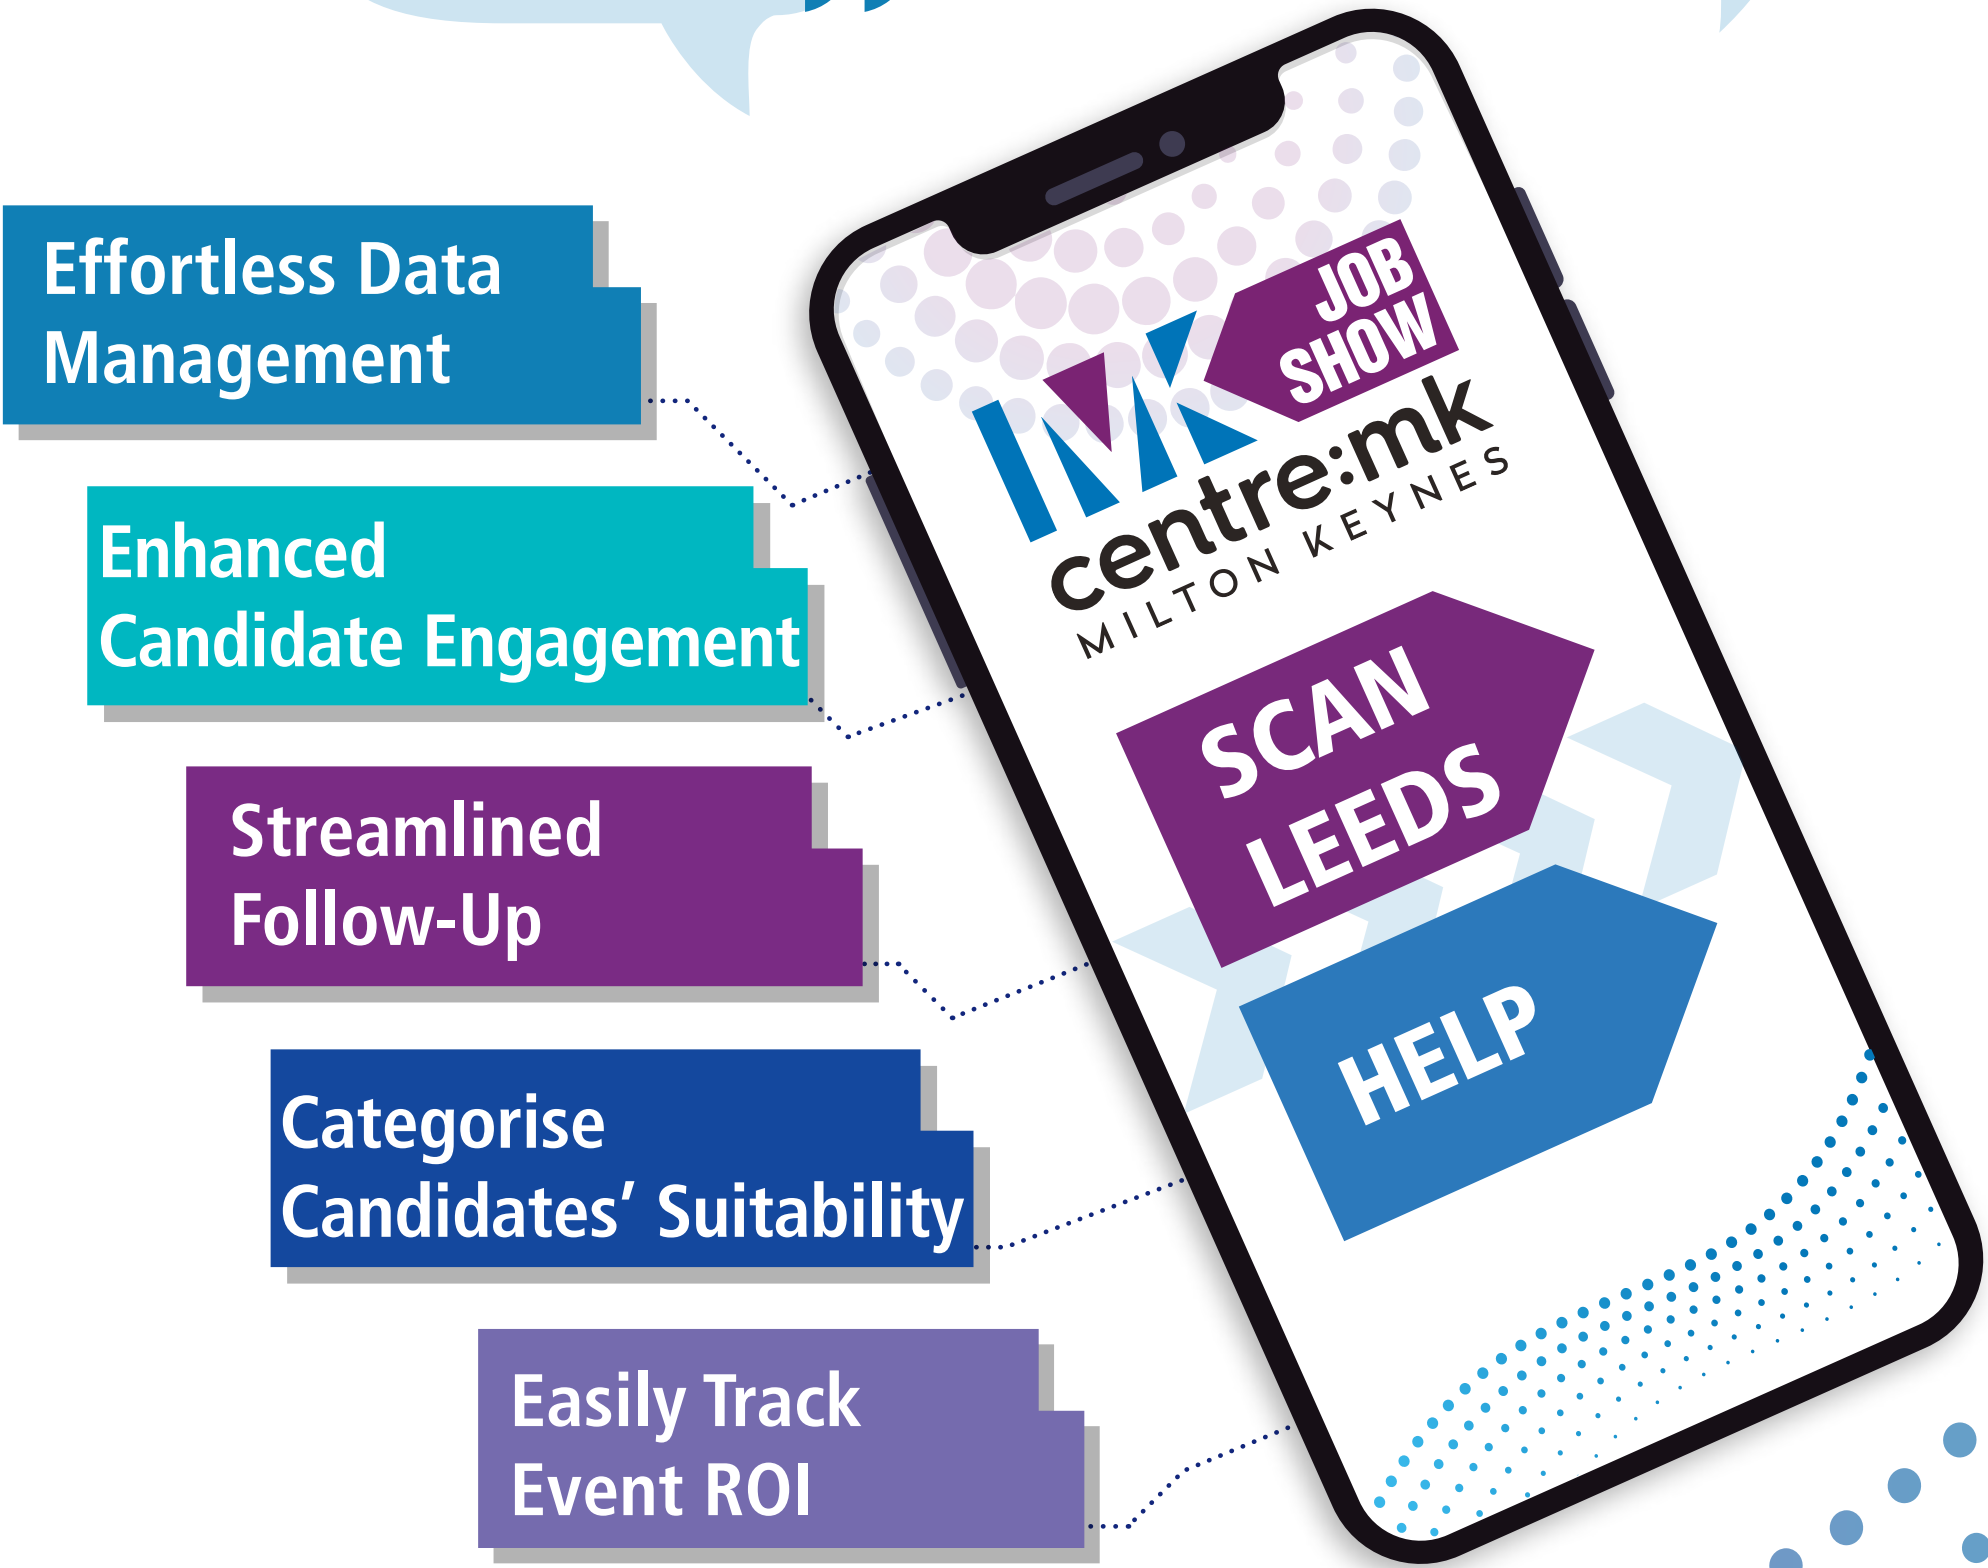 Effortless Data
Management
Enhanced
Candidate Engagement
Streamlined
Follow-Up
Categorise
Candidates’ Suitability
Easily Track
Event ROI
JOB
SHOW
MK
centre:mk
MILTON KEYNES
SCAN
LEEDS
HELP